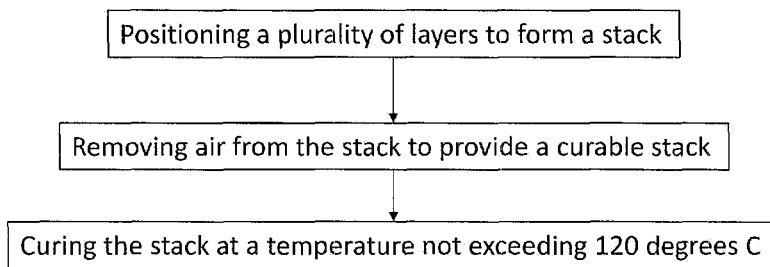 Positioning a plurality of layers to form a stack
Removing air from the stack to provide a curable stack
Curing the stack at a temperature not exceeding 120 degrees C